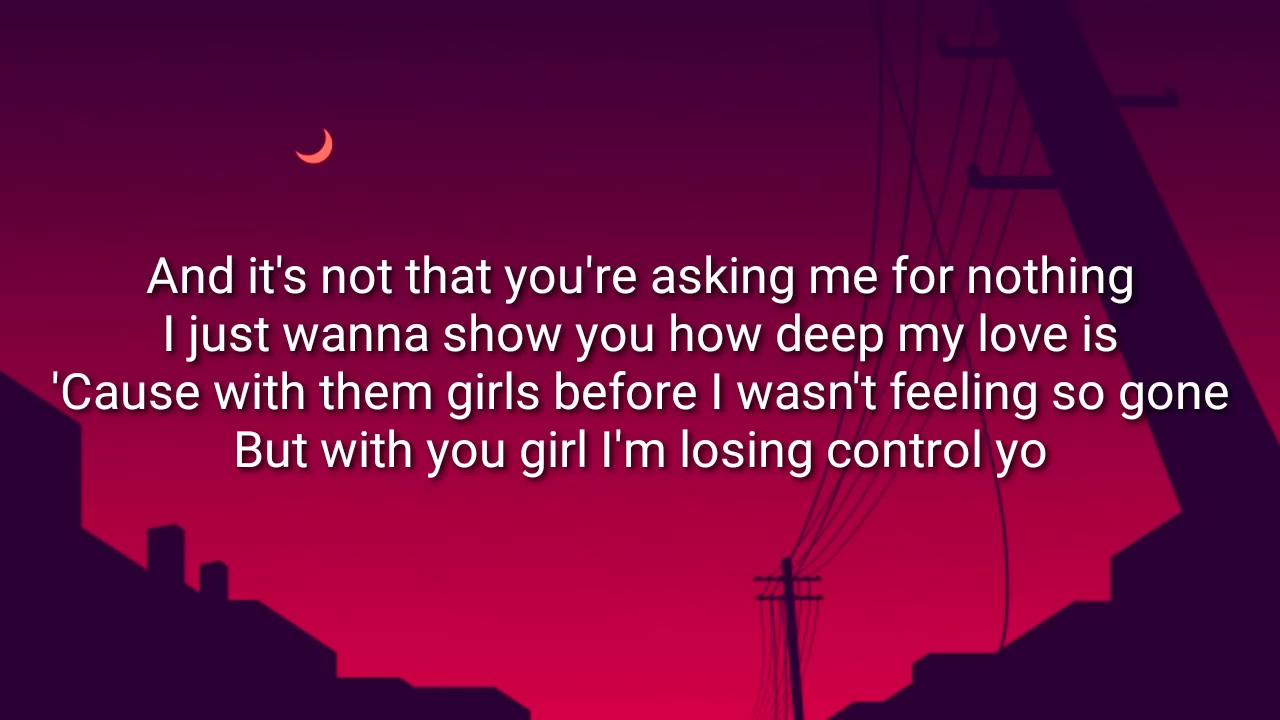 And it's not that you're asking me for nothing
I just wanna show you how deep my love is
'Cause with them girls before I wasn't feeling so gone
But with you girl I'm losing control yo